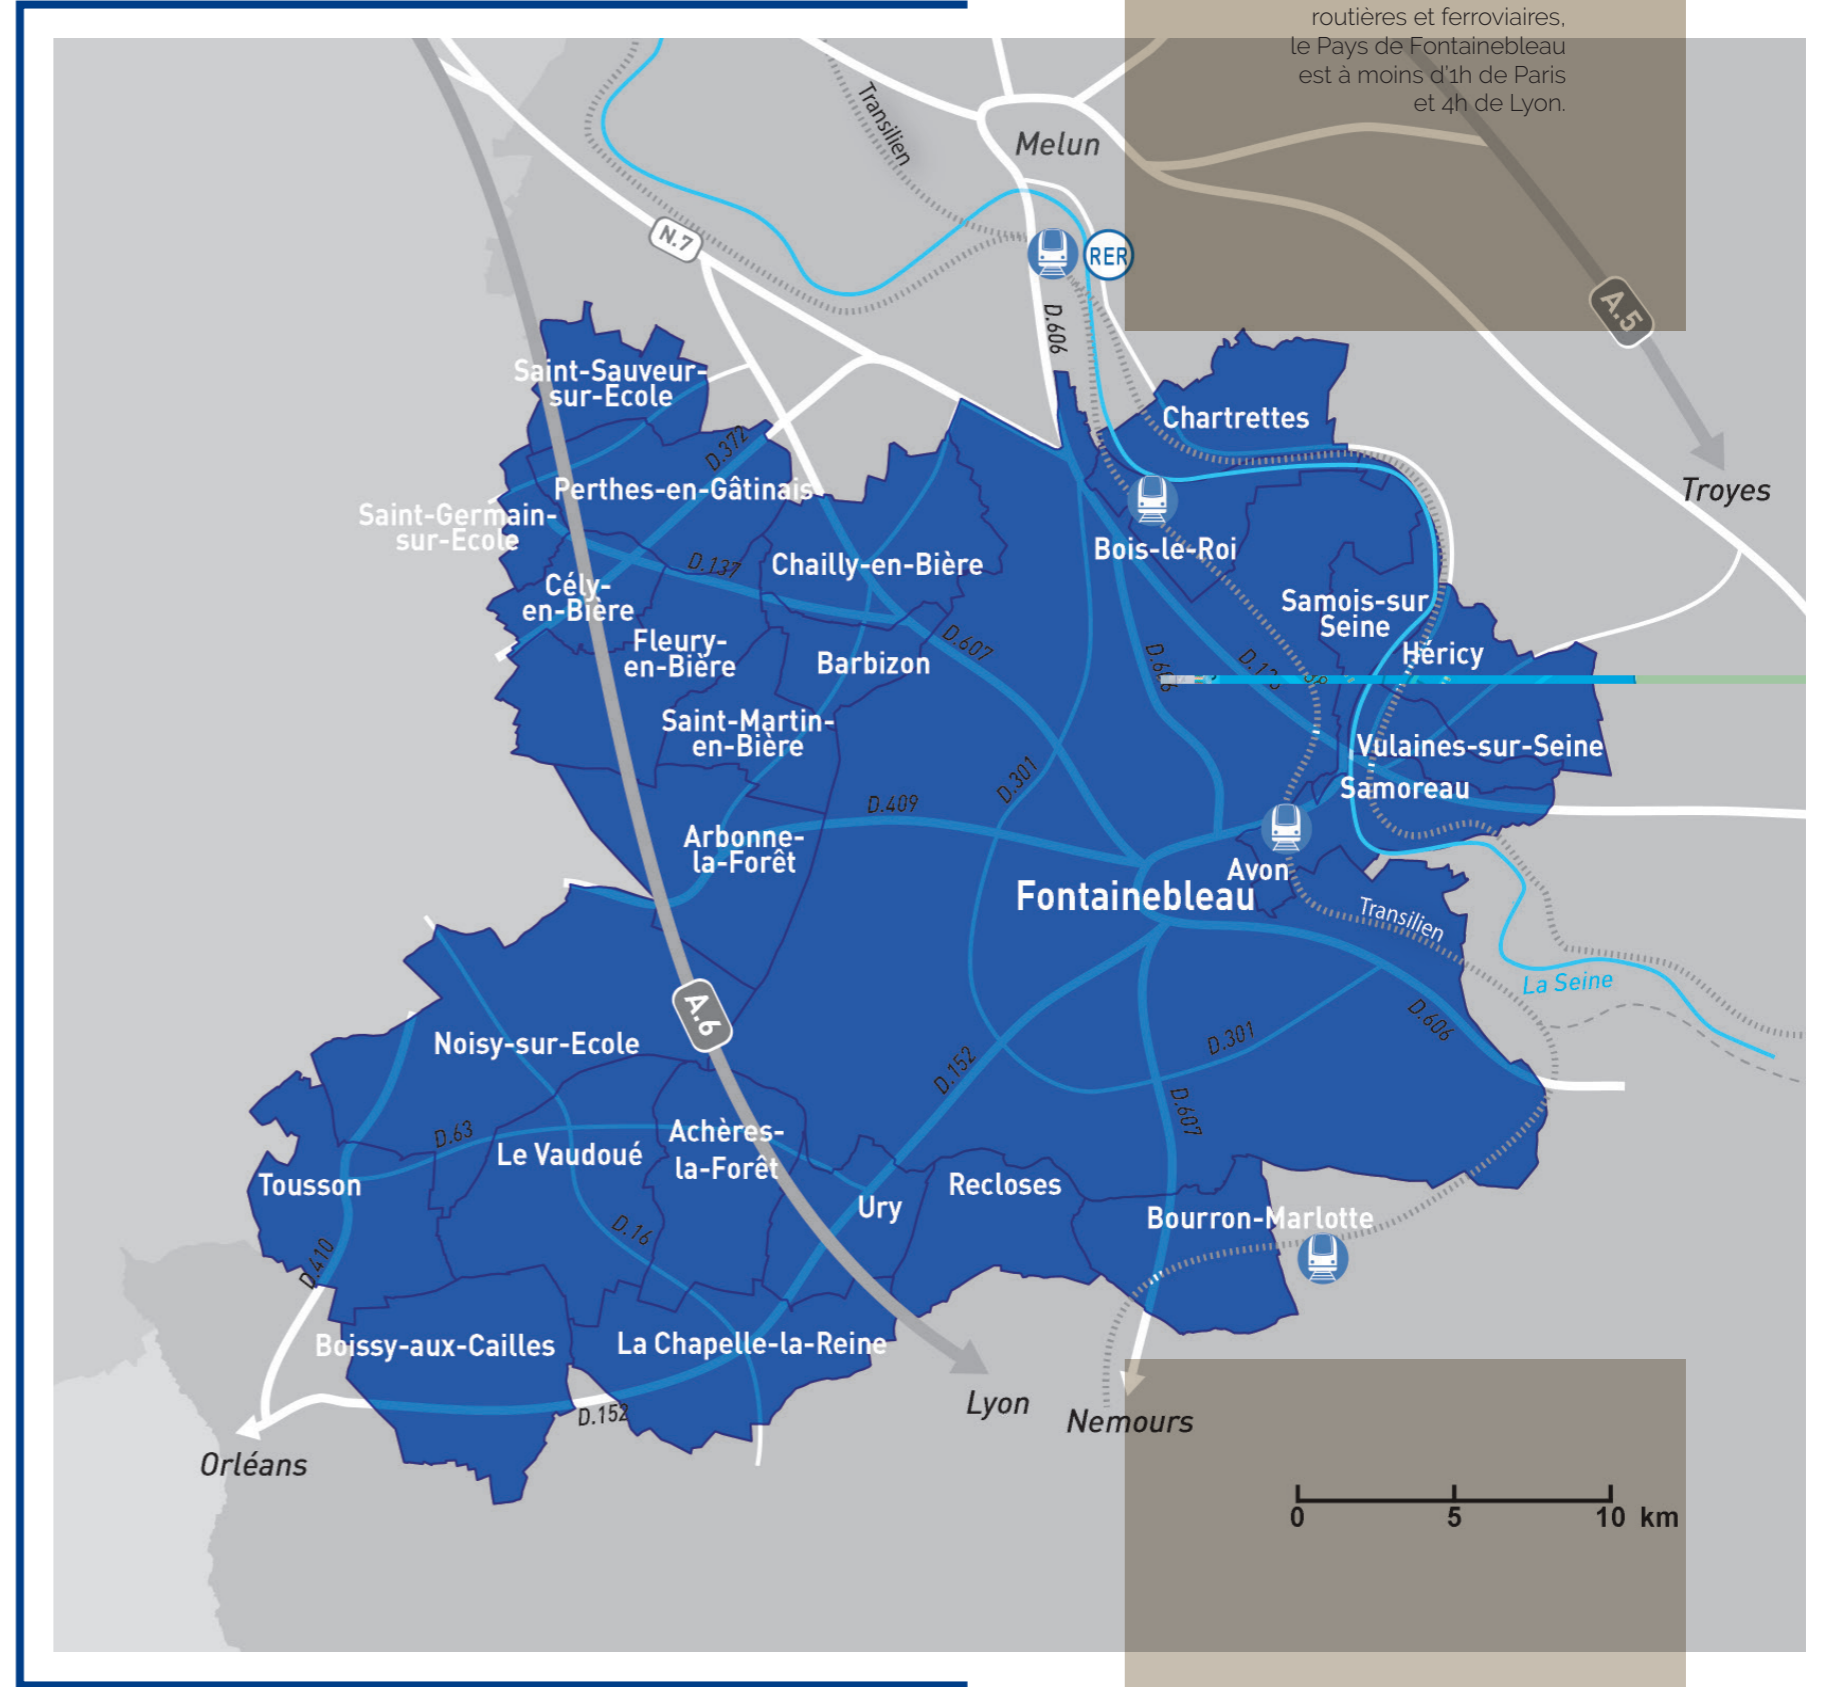 routières et ferroviaires,
le Pays de Fontainebleau
est à moins d'1h de Paris
et 4h de Lyon.
Transilien
Melun
N.7
RER
A.5
D.606
Saint-Sauveur-
sur-Ecole
Chartrettes
D.372
Perthes-en-Gâtinais
Troyes
Saint-Germain-
sur-Ecole
Bois-le-Roi
D.137
Chailly-en-Bière
Cély-
en-Bière
Samois-sur
Seine
Fleury-
en-Bière
D.607
Barbizon
Héricy
D.606
Saint-Martin-
en-Bière
Vulaines-sur-Seine
D.301
Samoreau
D.409
Arbonne-
la-Forêt
Avon
Fontainebleau
Transilien
La Seine
A.6
D.606
Noisy-sur-Ecole
D.301
D.152
D.607
D.63
Achères-
la-Forêt
Le Vaudoué
Tousson
Recloses
Ury
Bourron-Marlotte
D.16
D.410
Boissy-aux-Cailles
La Chapelle-la-Reine
Lyon
D.152
Nemours
Orléans
0 5 10 km